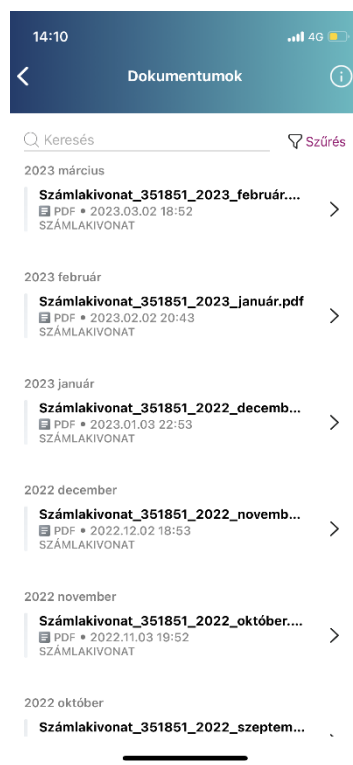 14:10
4G
Dokumentumok
Keresés
Szűrés
2023 március
Számlakivonat_351851_2023_február....
PDF • 2023.03.02 18:52
SZÁMLAKIVONAT
2023 február
Számlakivonat_351851_2023_január.pdf
PDF • 2023.02.02 20:43
SZÁMLAKIVONAT
2023 január
Számlakivonat_351851_2022_decemb...
PDF • 2023.01.03 22:53
SZÁMLAKIVONAT
2022 december
Számlakivonat_351851_2022_novemb...
PDF • 2022.12.02 18:53
SZÁMLAKIVONAT
2022 november
Számlakivonat_351851_2022_október....
PDF • 2022.11.03 19:52
SZÁMLAKIVONAT
2022 október
Számlakivonat_351851_2022_szeptem...